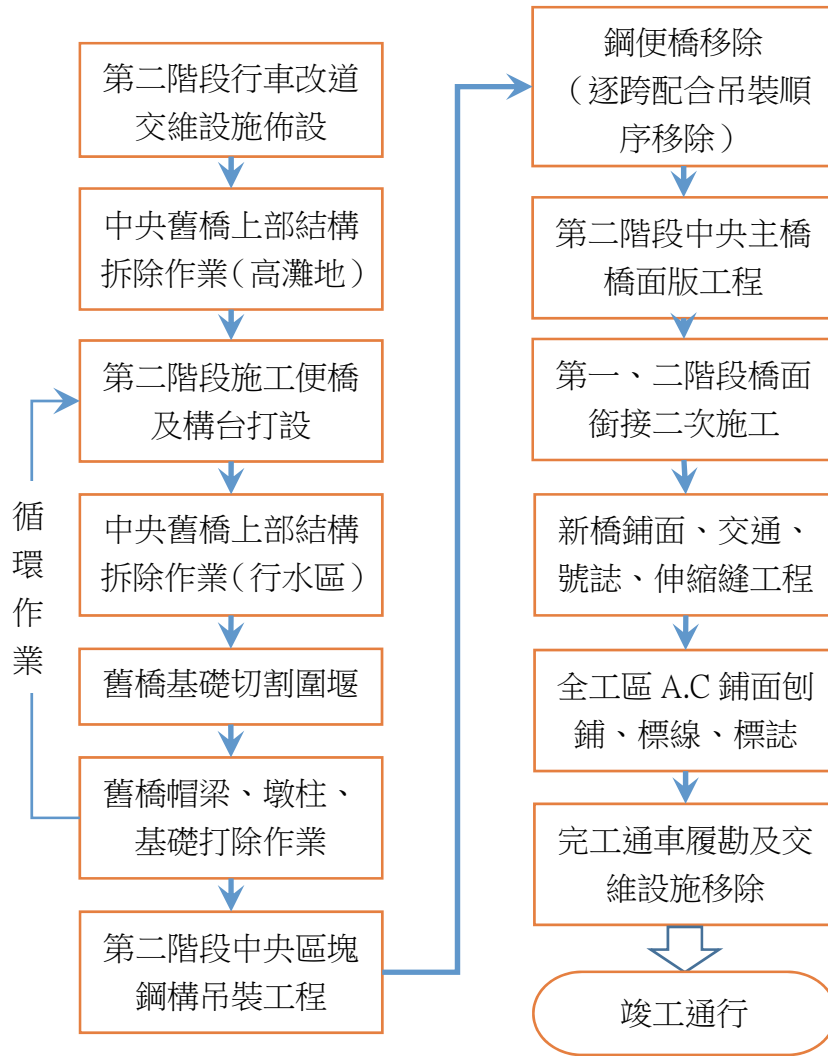 第二階段行車改道
交維設施佈設
中央舊橋上部結構
拆除作業(高灘地)
第二階段施工便橋
及構台打設
中央舊橋上部結構
拆除作業(行水區)
舊橋基礎切割圍堰
舊橋帽梁、墩柱、
基礎打除作業
第二階段中央區塊
鋼構吊裝工程
循
環
作
業
鋼便橋移除
(逐跨配合吊裝順
序移除)
第二階段中央主橋
橋面版工程
第一、二階段橋面
銜接二次施工
新橋鋪面、交通、
號誌、伸縮縫工程
全工區 A.C 鋪面刨
鋪、標線、標誌
完工通車履勘及交
維設施移除
竣工通行